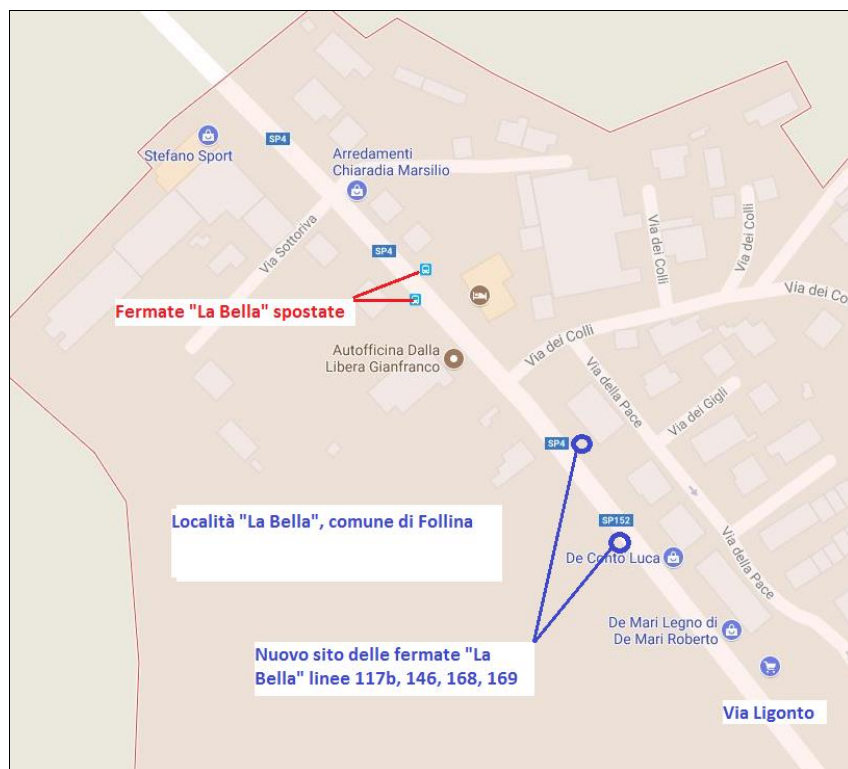 SP4
Stefano Sport
Arredamenti
Chiaradia Marsilio
Via Sottoriva
SP4
Via dei Colli
Via dei Colli
Fermate "La Bella" spostate
Via dei Co
Via dei Colli
Autofficina Dalla
Libera Gianfranco
Via della Pace
Via dei Gigli
SP4
Località "La Bella", comune di Follina
SP152
De Conto Luca
Via della Pace
De Mari Legno di
De Mari Roberto
Nuovo sito delle fermate "La
Bella" linee 117b, 146, 168, 169
Via Ligonto